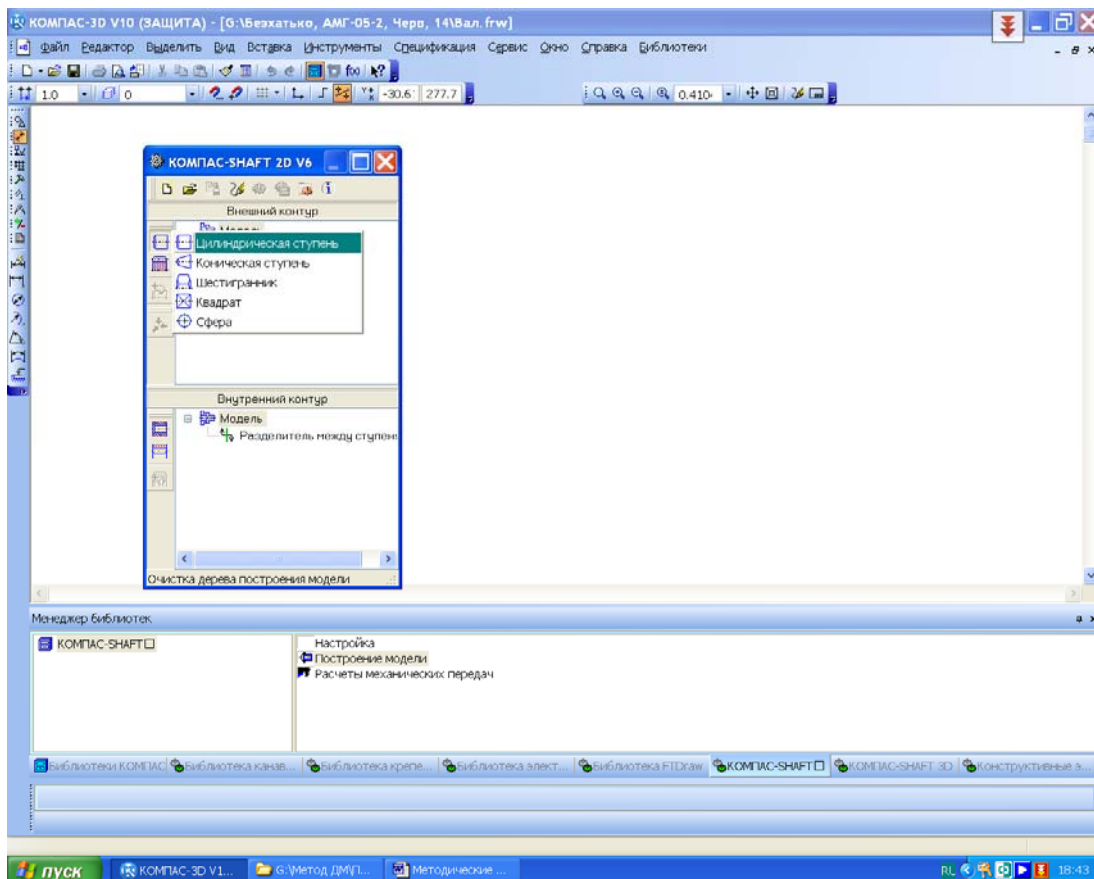 КОМПАС-3D V10 (ЗАЩИТА) - [G:\Безхатько, АМГ-05-2, Черв, 14\Вал.frw]
Файл Редактор Выделить Вид Вставка Инструменты Спецификация Сервис Окно Справка Библиотеки
1.0 0 -30.6 277.7 0.410
КОМПАС-SHAFT 2D V6
Внешний контур
Модель
Цилиндрическая ступень
Коническая ступень
Шестигранник
Квадрат
Сфера
Внутренний контур
Модель
Разделитель между ступен
Очистка дерева построения модели
Менеджер библиотек
КОМПАС-SHAFT
Настройка
Построение модели
Расчеты механических передач
Библиотеки КОМПАС Библиотека канав... Библиотека крепе... Библиотека элект... Библиотека FTDraw КОМПАС-SHAFT КОМПАС-SHAFT 3D Конструктивные э...
пуск КОМПАС-3D V1... G:\Метод ДМ\П... Методические ... RL 18:43